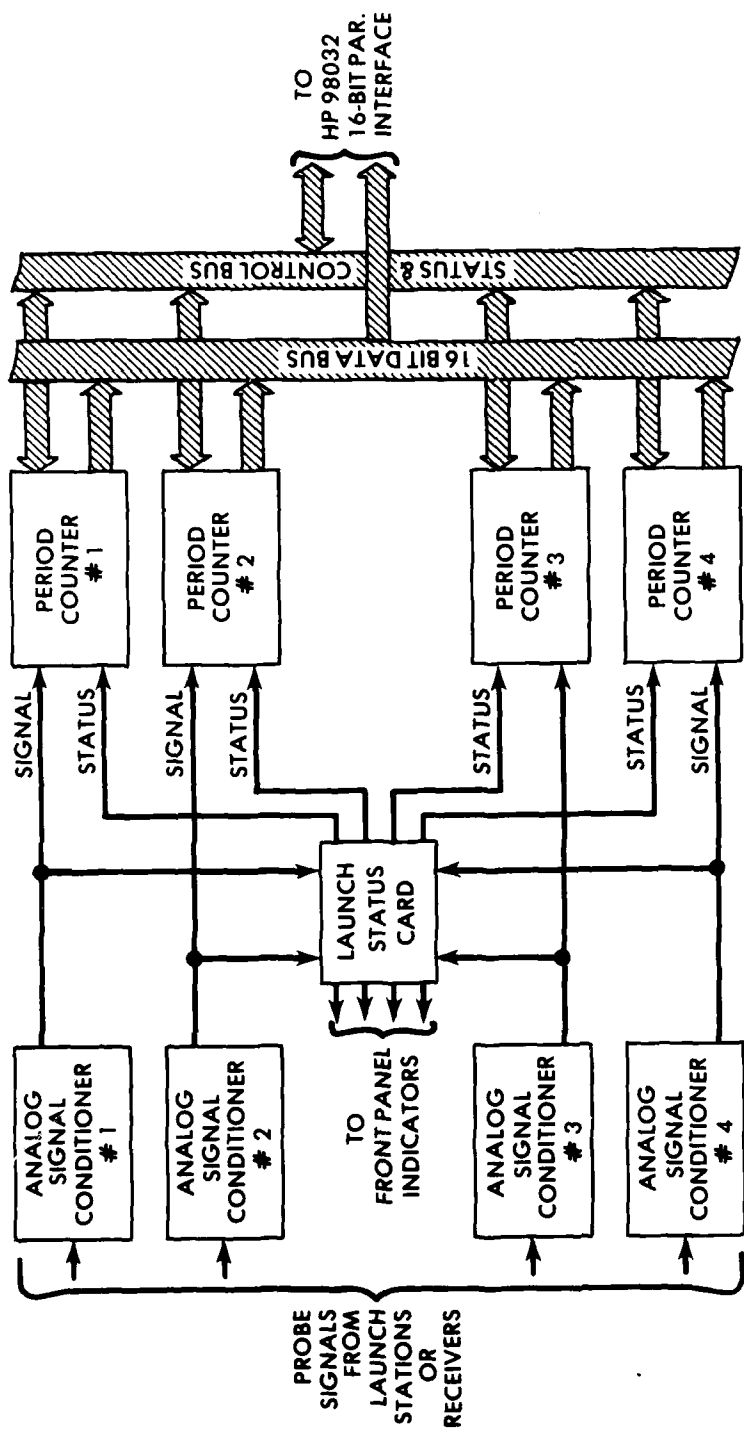 PROBE
SIGNALS
FROM
LAUNCH
STATIONS
OR
RECEIVERS
ANALOG
SIGNAL
CONDITIONER
#1
ANALOG
SIGNAL
CONDITIONER
#2
ANALOG
SIGNAL
CONDITIONER
#3
ANALOG
SIGNAL
CONDITIONER
#4
TO
FRONT PANEL
INDICATORS
LAUNCH
STATUS
CARD
SIGNAL
STATUS
SIGNAL
STATUS
STATUS
STATUS
SIGNAL
PERIOD
COUNTER
#1
PERIOD
COUNTER
#2
PERIOD
COUNTER
#3
PERIOD
COUNTER
#4
16 BIT DATA BUS
STATUS &
CONTROL BUS
TO
HP 98032
16-BIT PAR.
INTERFACE